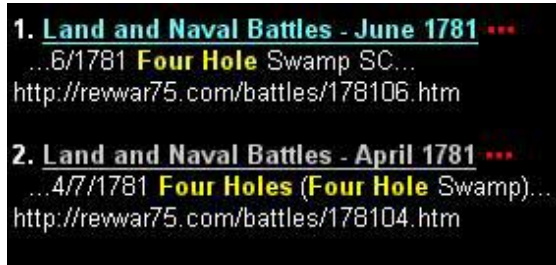 1. Land and Naval Battles - June 1781 ...
...6/1781 Four Hole Swamp SC...
http://revwar75.com/battles/178106.htm
2. Land and Naval Battles - April 1781 ...
...4/7/1781 Four Holes (Four Hole Swamp)...
http://revwar75.com/battles/178104.htm